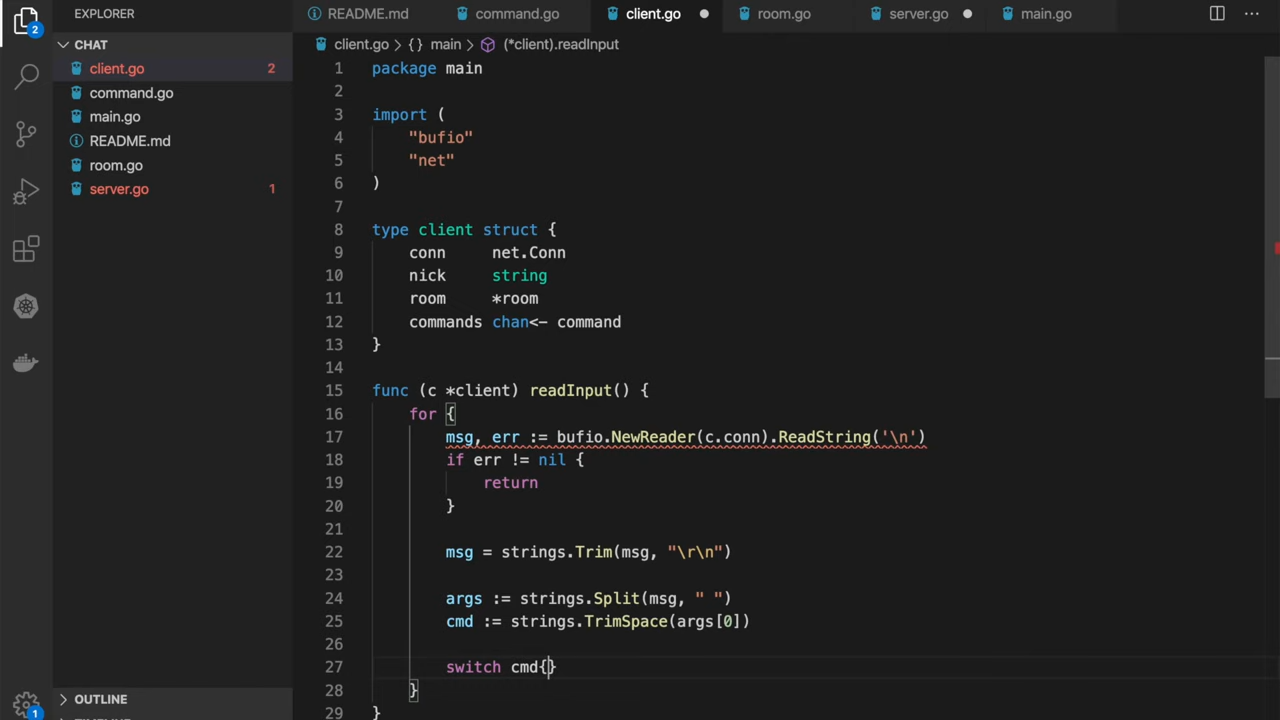 README.md command.go client.go room.go server.go main.go
EXPLORER
client.go > {} main > (*client).readInput
CHAT
client.go 2
command.go
main.go
README.md
room.go
server.go 1
2
1 package main
2
3 import (
4 "bufio"
5 "net"
6 )
7
8 type client struct {
9 conn net.Conn
10 nick string
11 room *room
12 commands chan<- command
13 }
14
15 func (c *client) readInput() {
16 for {
17 msg, err := bufio.NewReader(c.conn).ReadString('\n')
18 if err != nil {
19 return
20 }
21
22 msg = strings.Trim(msg, "\r\n")
23
24 args := strings.Split(msg, " ")
25 cmd := strings.TrimSpace(args[0])
26
27 switch cmd{}
28 }
29 }
OUTLINE
1